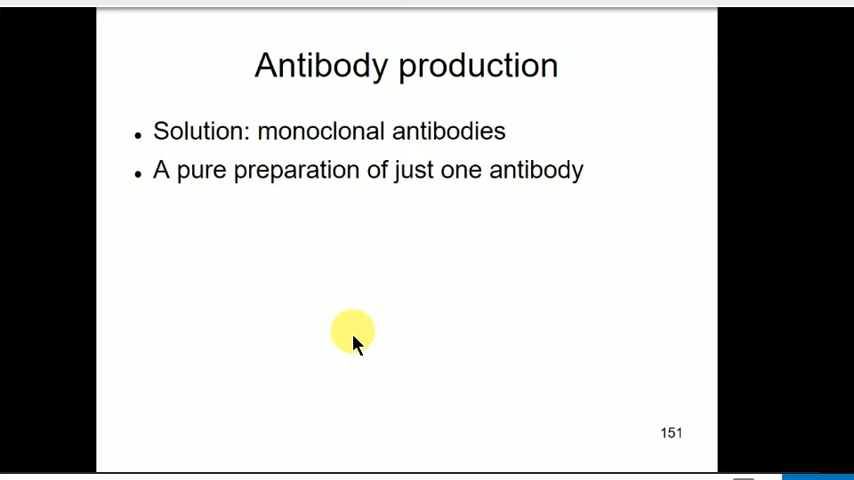 Antibody production
• Solution: monoclonal antibodies
• A pure preparation of just one antibody
151